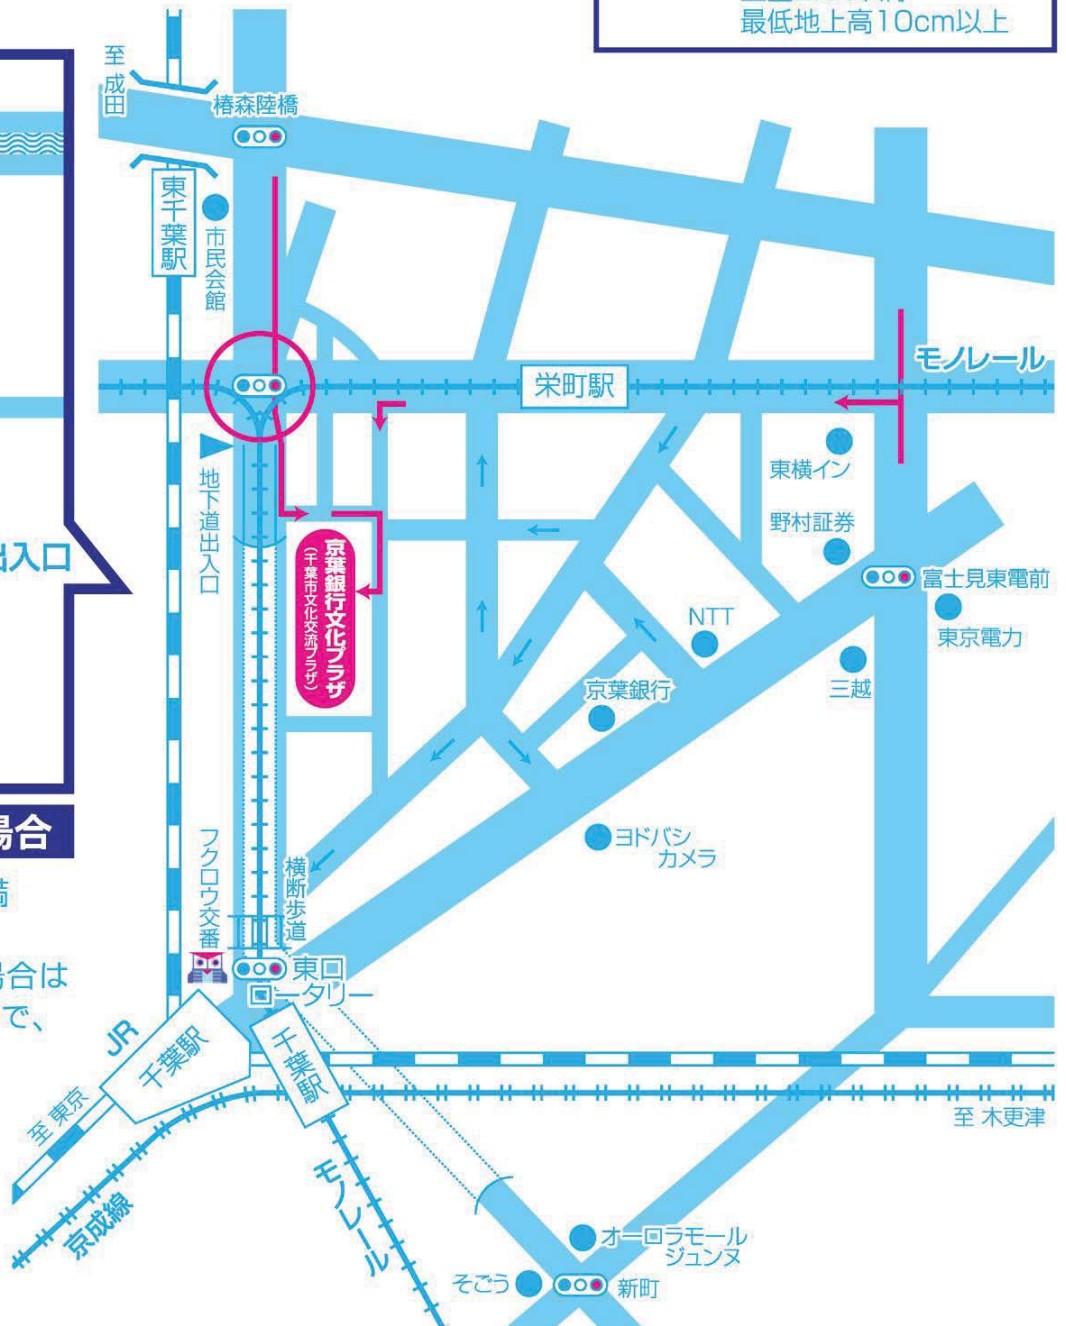 最低地上高10cm以上
至成田
椿森陸橋
東千葉駅
市民会館
モノレール
栄町駅
東横イン
地下道出入口
野村証券
出入口
富士見東電前
京葉銀行文化プラザ
(千葉市文化交流プラザ)
NTT
東京電力
三越
京葉銀行
場合
フクロウ交番
横断歩道
ヨドバシ
カメラ
場合は
で、
東口
ロータリー
JR
千葉駅
千葉駅
至 東京
至 木更津
京成線
モノレール
オーロラモール
ジュンヌ
そごう
新町